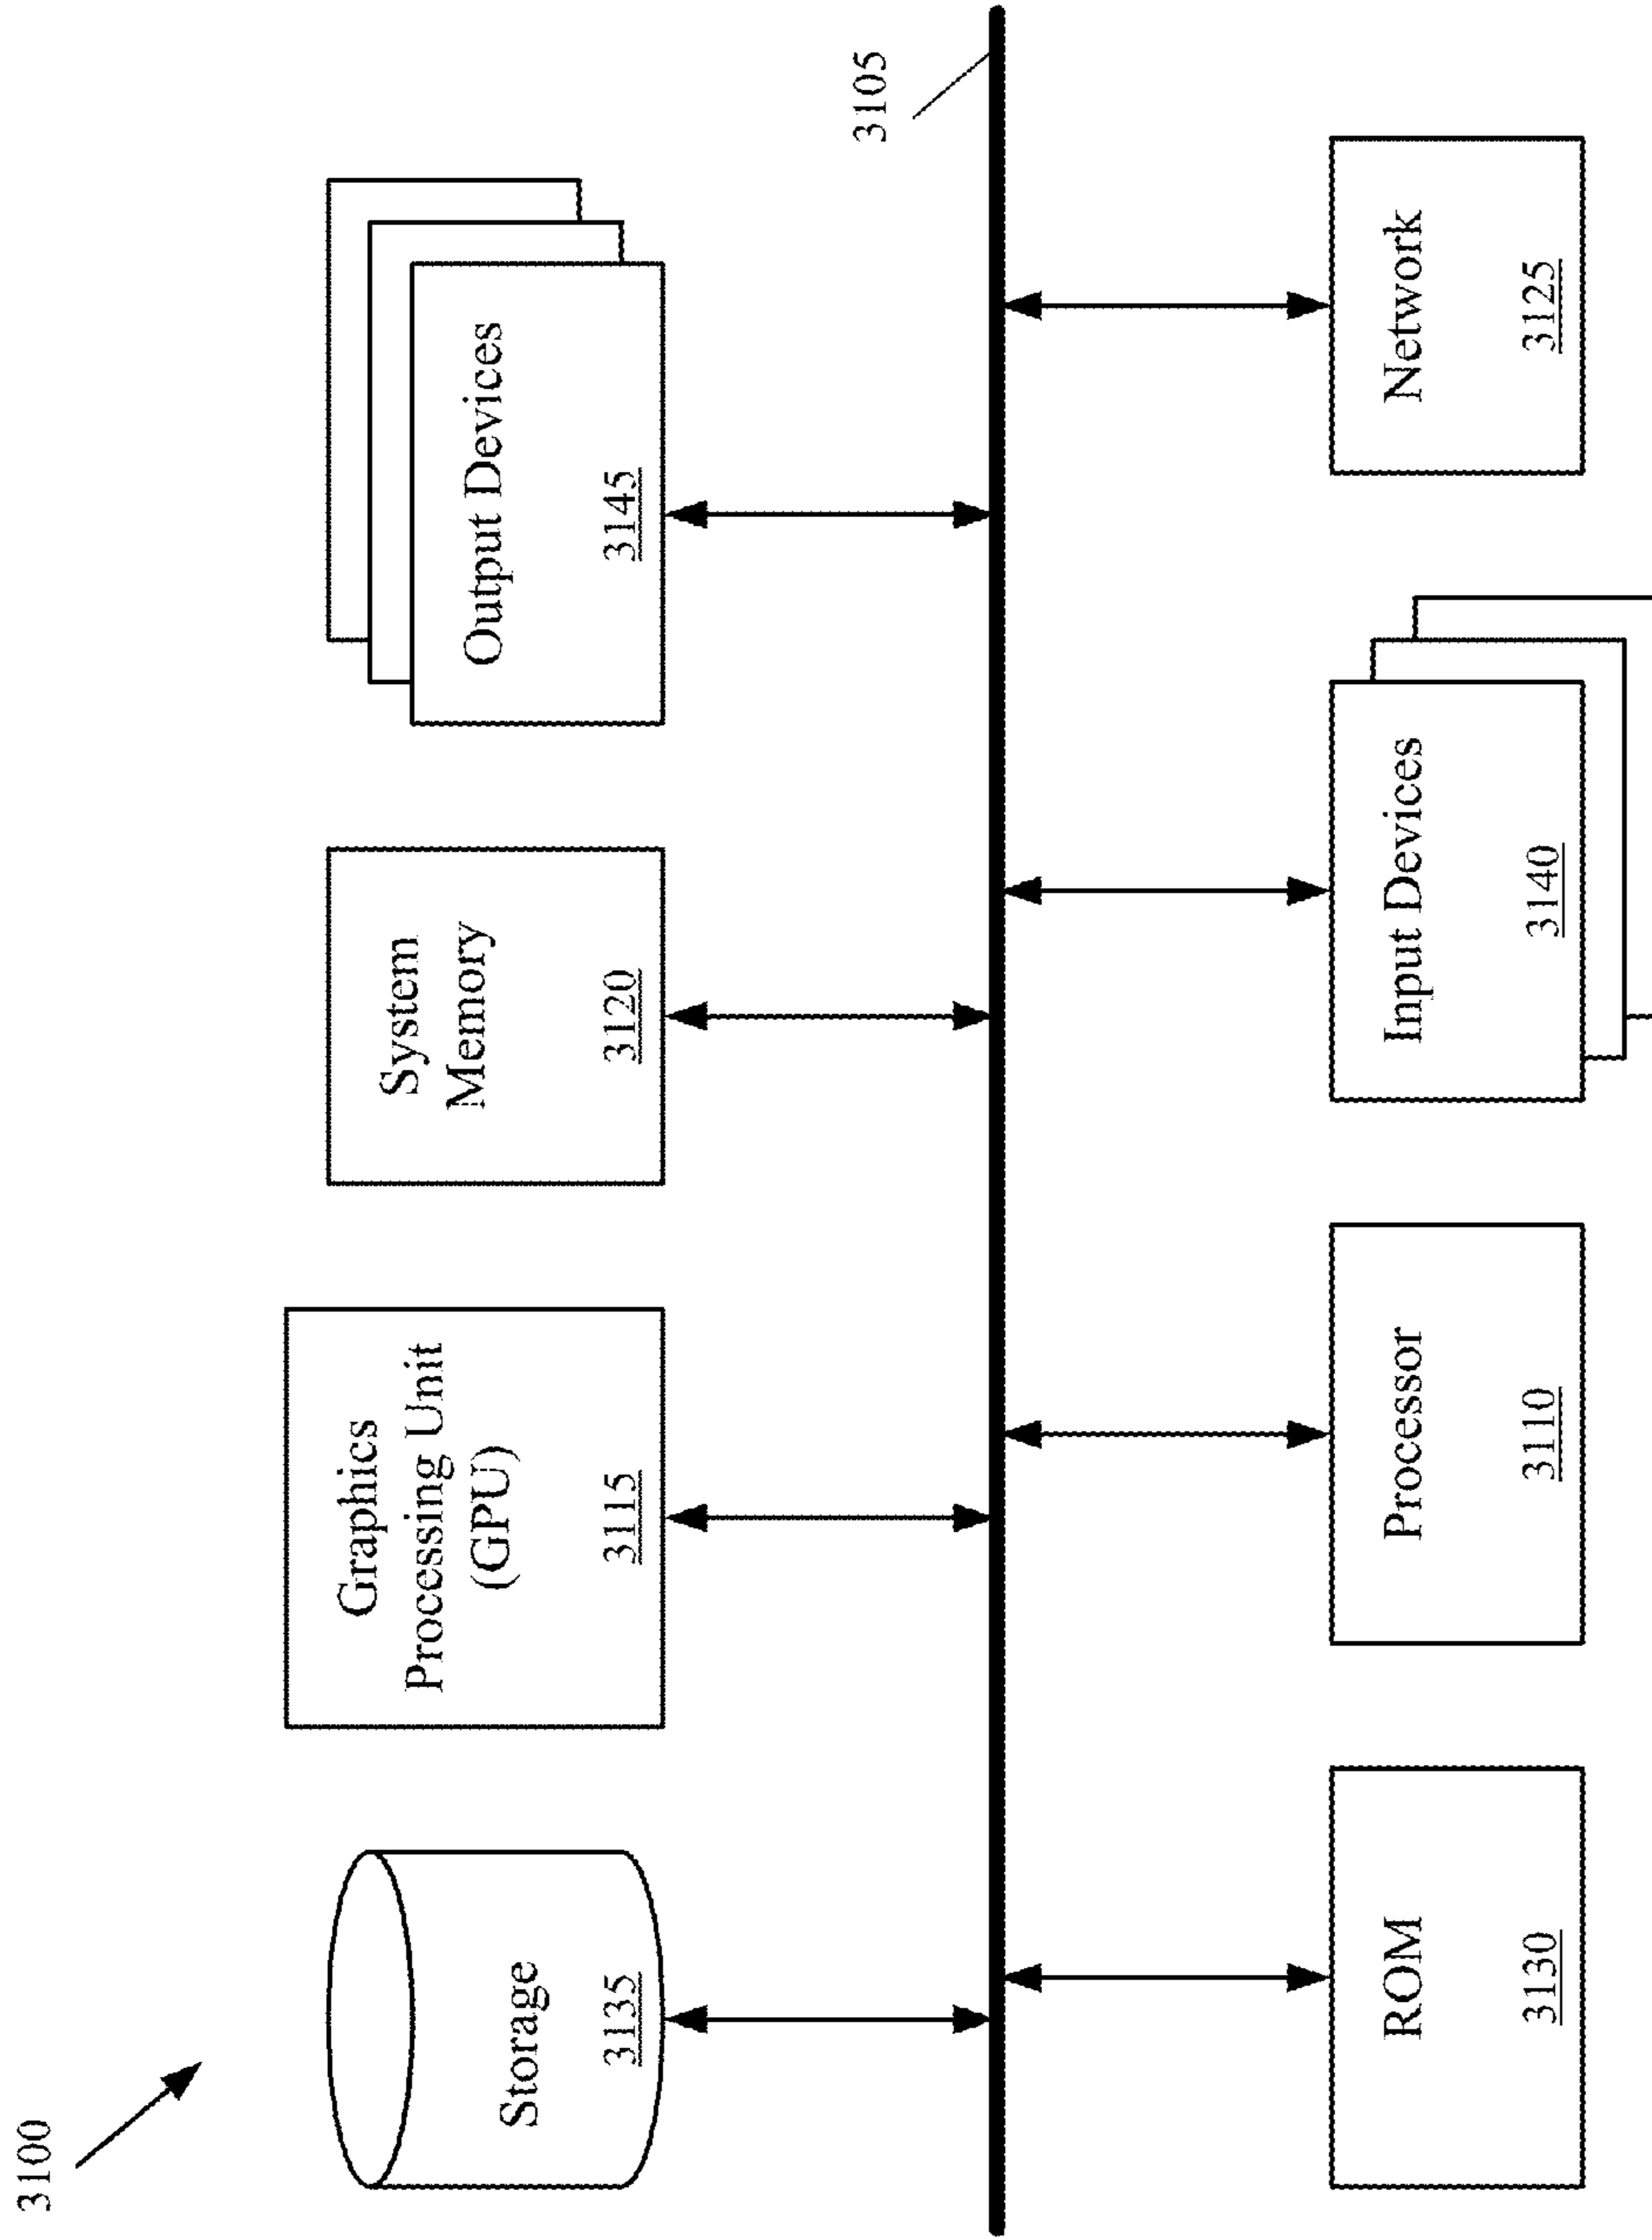 3100
Storage
3135
Graphics
Processing Unit
(GPU)
3115
System
Memory
3120
Output Devices
3145
3105
ROM
3130
Processor
3110
Input Devices
3140
Network
3125